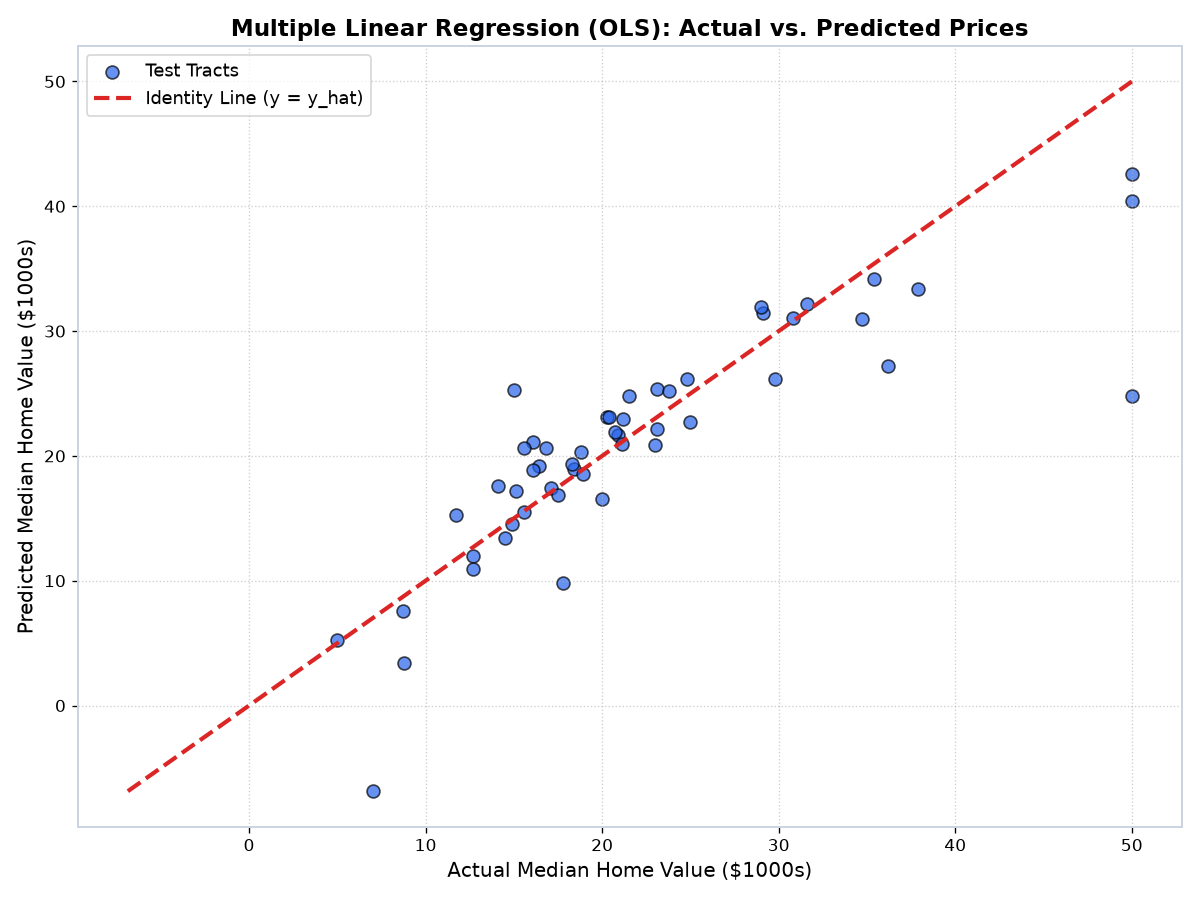 Multiple Linear Regression (OLS): Actual vs. Predicted Prices
Test Tracts
Identity Line (y = y_hat)
Predicted Median Home Value ($1000s)
50
40
30
20
10
0
0 10 20 30 40 50
Actual Median Home Value ($1000s)